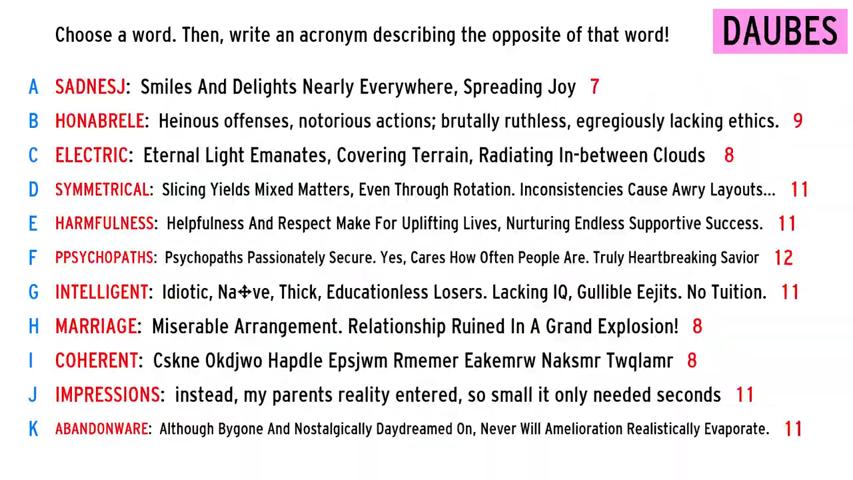 Choose a word. Then, write an acronym describing the opposite of that word!
DAUBES
A SADNESJ: Smiles And Delights Nearly Everywhere, Spreading Joy 7
B HONABRELE: Heinous offenses, notorious actions; brutally ruthless, egregiously lacking ethics. 9
C ELECTRIC: Eternal Light Emanates, Covering Terrain, Radiating In-between Clouds 8
D SYMMETRICAL: Slicing Yields Mixed Matters, Even Through Rotation. Inconsistencies Cause Awry Layouts... 11
E HARMFULNESS: Helpfulness And Respect Make For Uplifting Lives, Nurturing Endless Supportive Success. 11
F PPSYCHOPATHS: Psychopaths Passionately Secure. Yes, Cares How Often People Are. Truly Heartbreaking Savior 12
G INTELLIGENT: Idiotic, Na✥ve, Thick, Educationless Losers. Lacking IQ, Gullible Eejits. No Tuition. 11
H MARRIAGE: Miserable Arrangement. Relationship Ruined In A Grand Explosion! 8
I COHERENT: Cskne Okdjwo Hapdle Epsjwm Rmemer Eakemrw Naksmr Twqlamr 8
J IMPRESSIONS: instead, my parents reality entered, so small it only needed seconds 11
K ABANDONWARE: Although Bygone And Nostalgically Daydreamed On, Never Will Amelioration Realistically Evaporate. 11